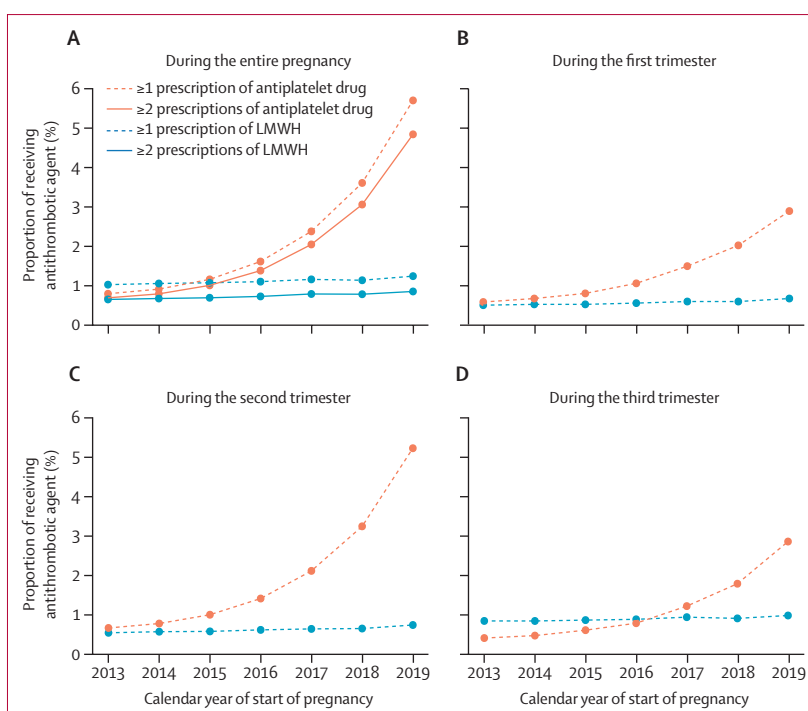 A
During the entire pregnancy
≥1 prescription of antiplatelet drug
≥2 prescriptions of antiplatelet drug
≥1 prescription of LMWH
≥2 prescriptions of LMWH
Proportion of receiving
antithrombotic agent (%)
6
5
4
3
2
1
0
B
During the first trimester
C
During the second trimester
Proportion of receiving
antithrombotic agent (%)
6
5
4
3
2
1
0
2013 2014 2015 2016 2017 2018 2019
Calendar year of start of pregnancy
D
During the third trimester
2013 2014 2015 2016 2017 2018 2019
Calendar year of start of pregnancy